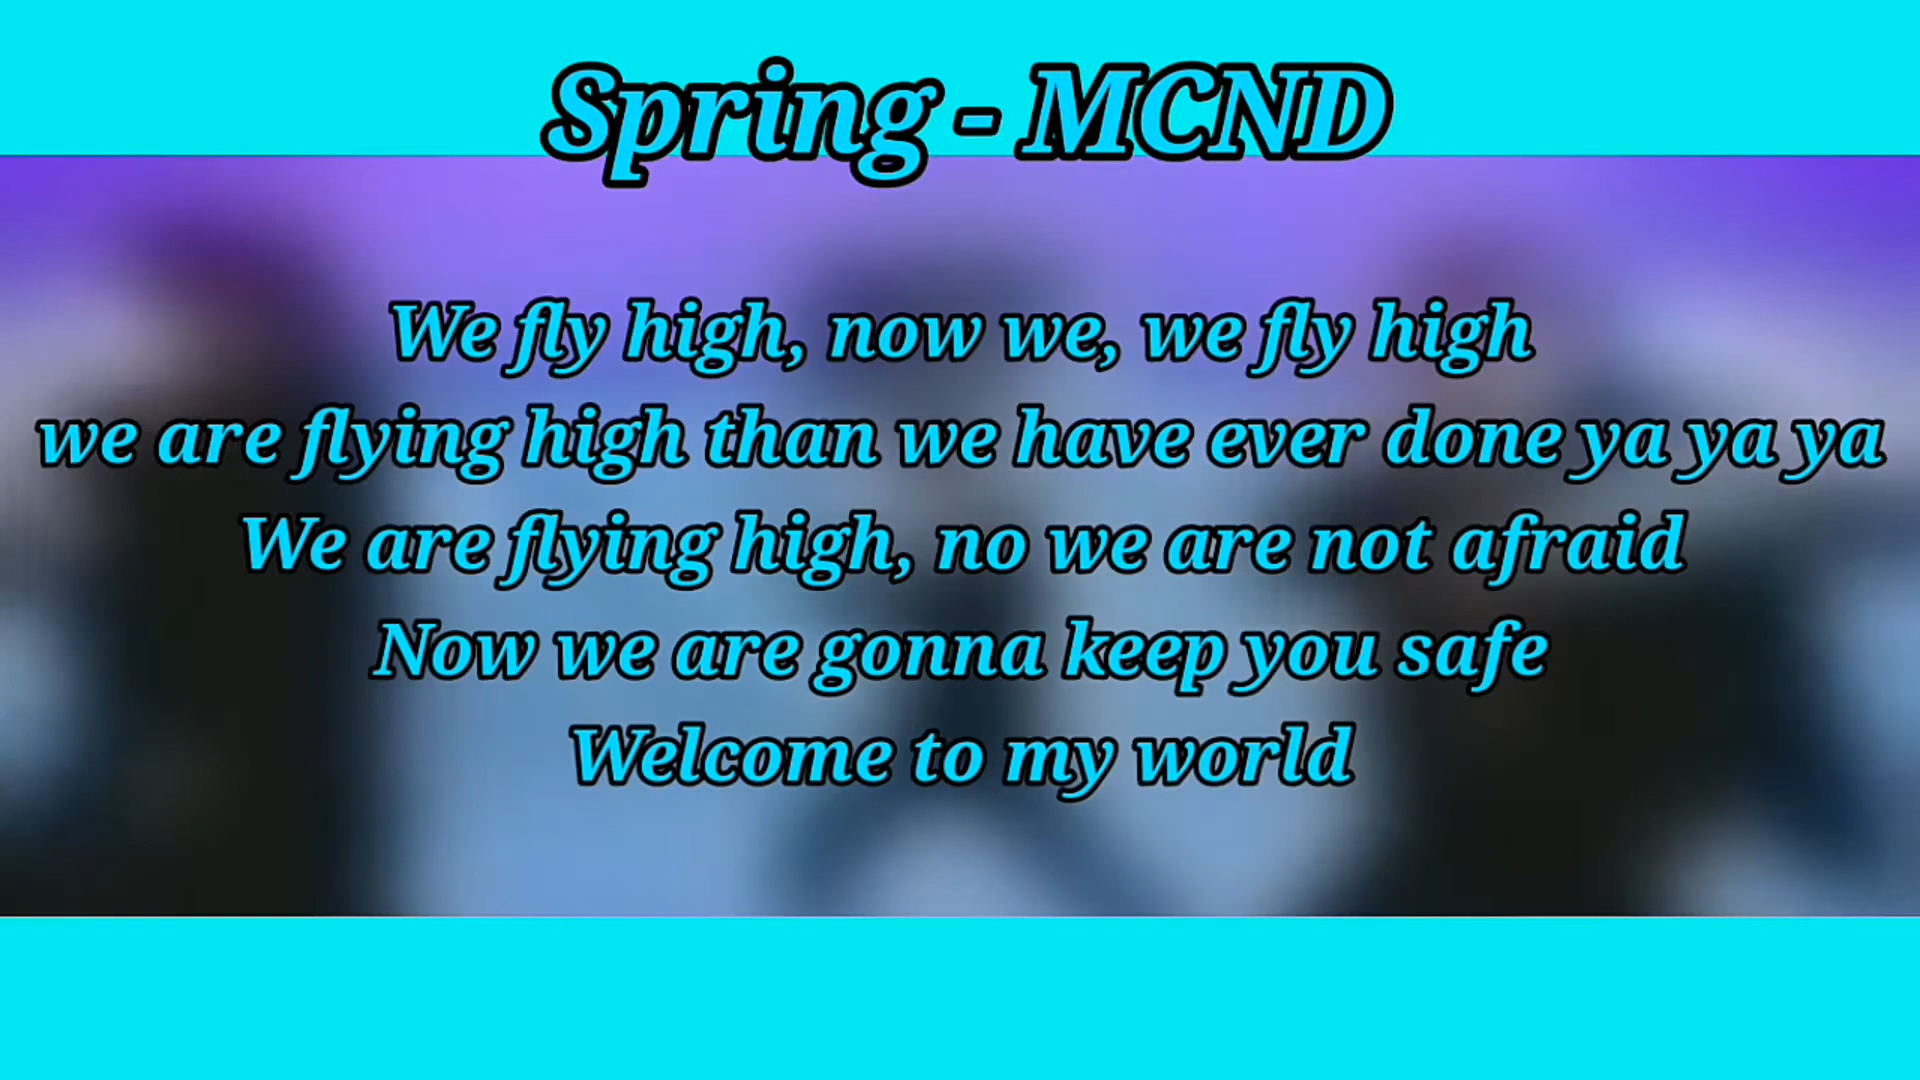 Spring - MCND
We fly high, now we, we fly high
we are flying high than we have ever done ya ya ya
We are flying high, no we are not afraid
Now we are gonna keep you safe
Welcome to my world